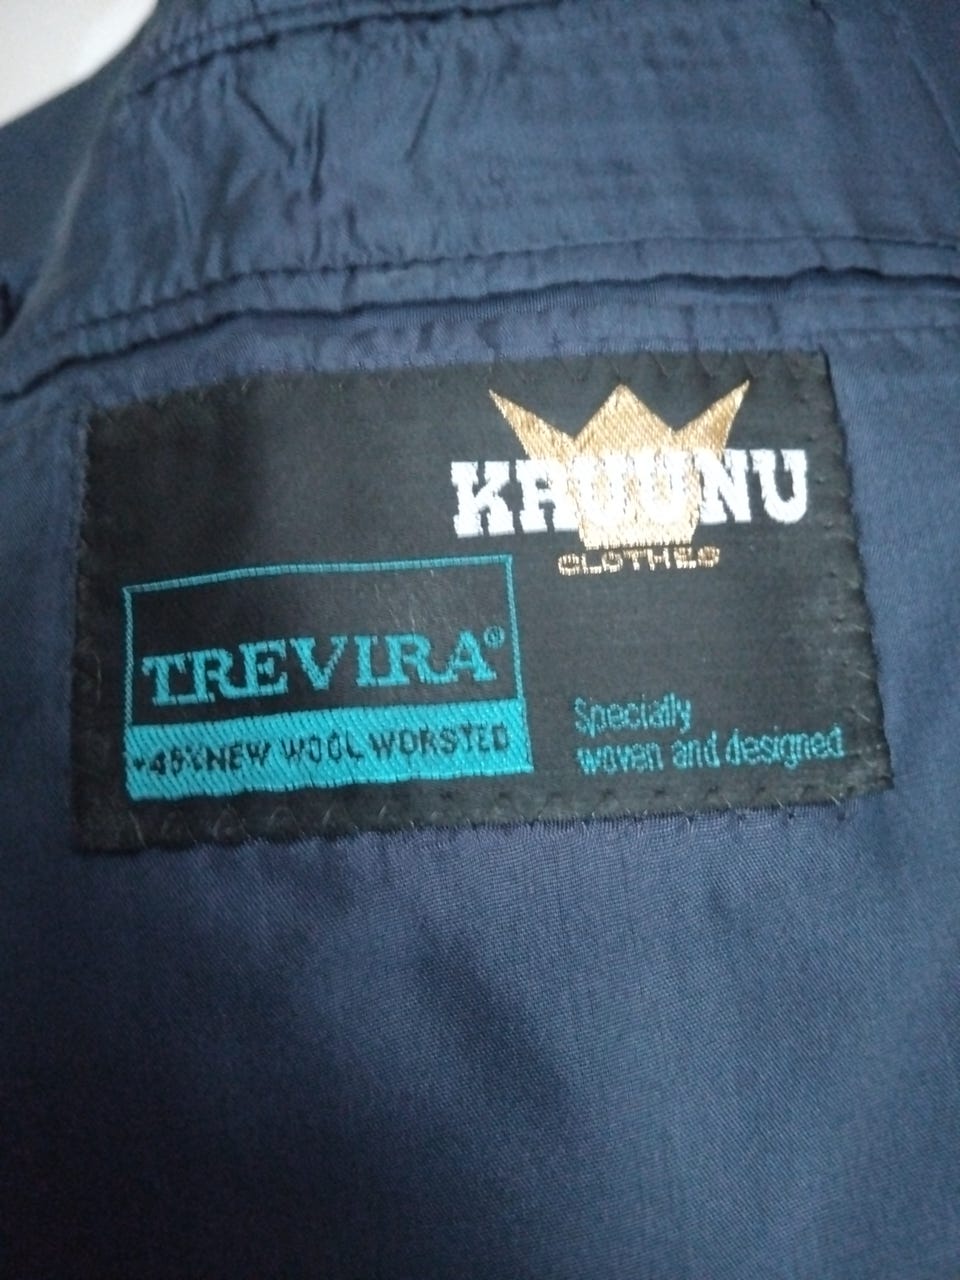 KRUUNU
CLOTHES
TREVIRA®
+45% NEW WOOL WORSTED
Specially
woven and designed